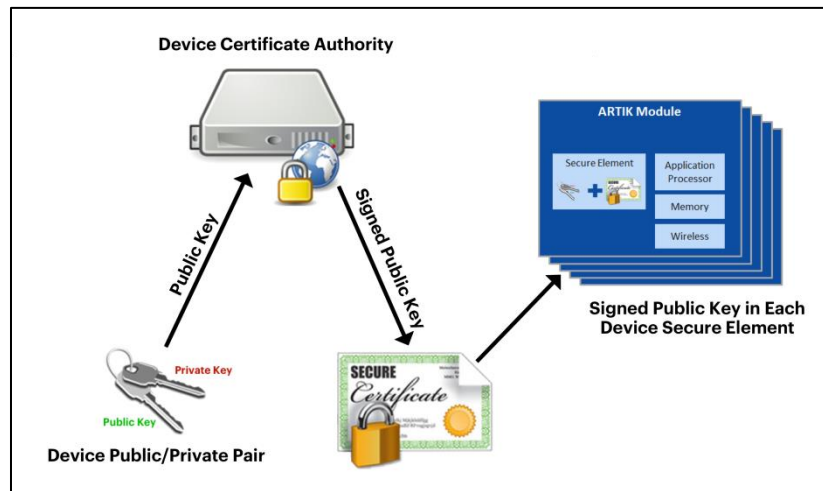 Device Certificate Authority
Public Key
Signed Public Key
Private Key
Public Key
Device Public/Private Pair
SECURE
Certificate
ARTIK Module
Secure Element
Application
Processor
Memory
Wireless
Signed Public Key in Each
Device Secure Element